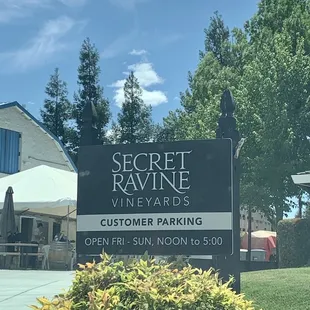 SECRET
RAVINE
VINEYARDS
CUSTOMER PARKING
OPEN FRI - SUN, NOON to 5:00